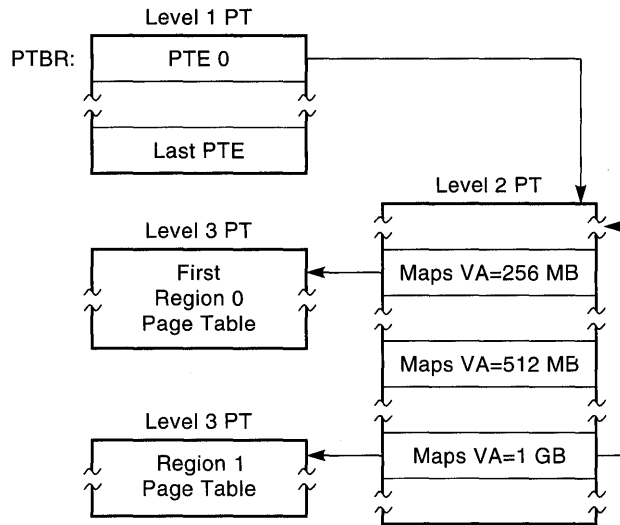 Level 1 PT
PTBR:
PTE 0
Last PTE
Level 2 PT
Level 3 PT
First
Region 0
Page Table
Maps VA=256 MB
Maps VA=512 MB
Level 3 PT
Region 1
Page Table
Maps VA=1 GB